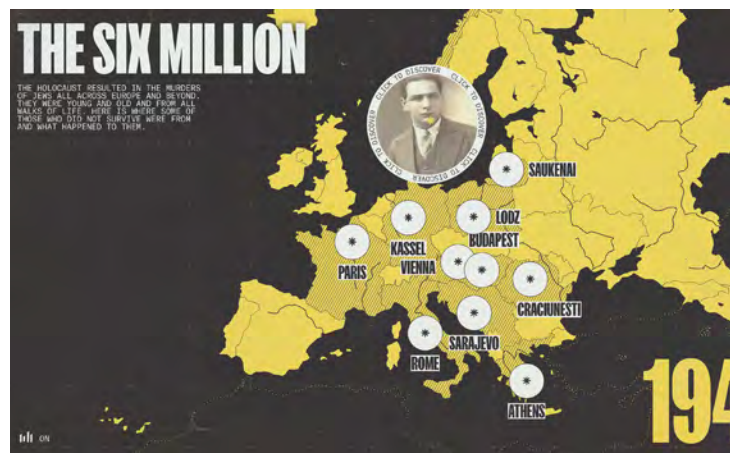 THE SIX MILLION
THE HOLOCAUST RESULTED IN THE MURDERS
OF JEWS ALL ACROSS EUROPE AND BEYOND.
THEY WERE YOUNG AND OLD AND FROM ALL
WALKS OF LIFE. HERE IS WHERE SOME OF
THOSE WHO DID NOT SURVIVE WERE FROM
AND WHAT HAPPENED TO THEM.
CLICK TO DISCOVER CLICK TO DISCOVER CLICK TO DISCOVER CLICK TO DISCOVER
SAUKENAI
LODZ
KASSEL
BUDAPEST
PARIS
VIENNA
CRACIUNESTI
SARAJEVO
ROME
ATHENS
194
ON